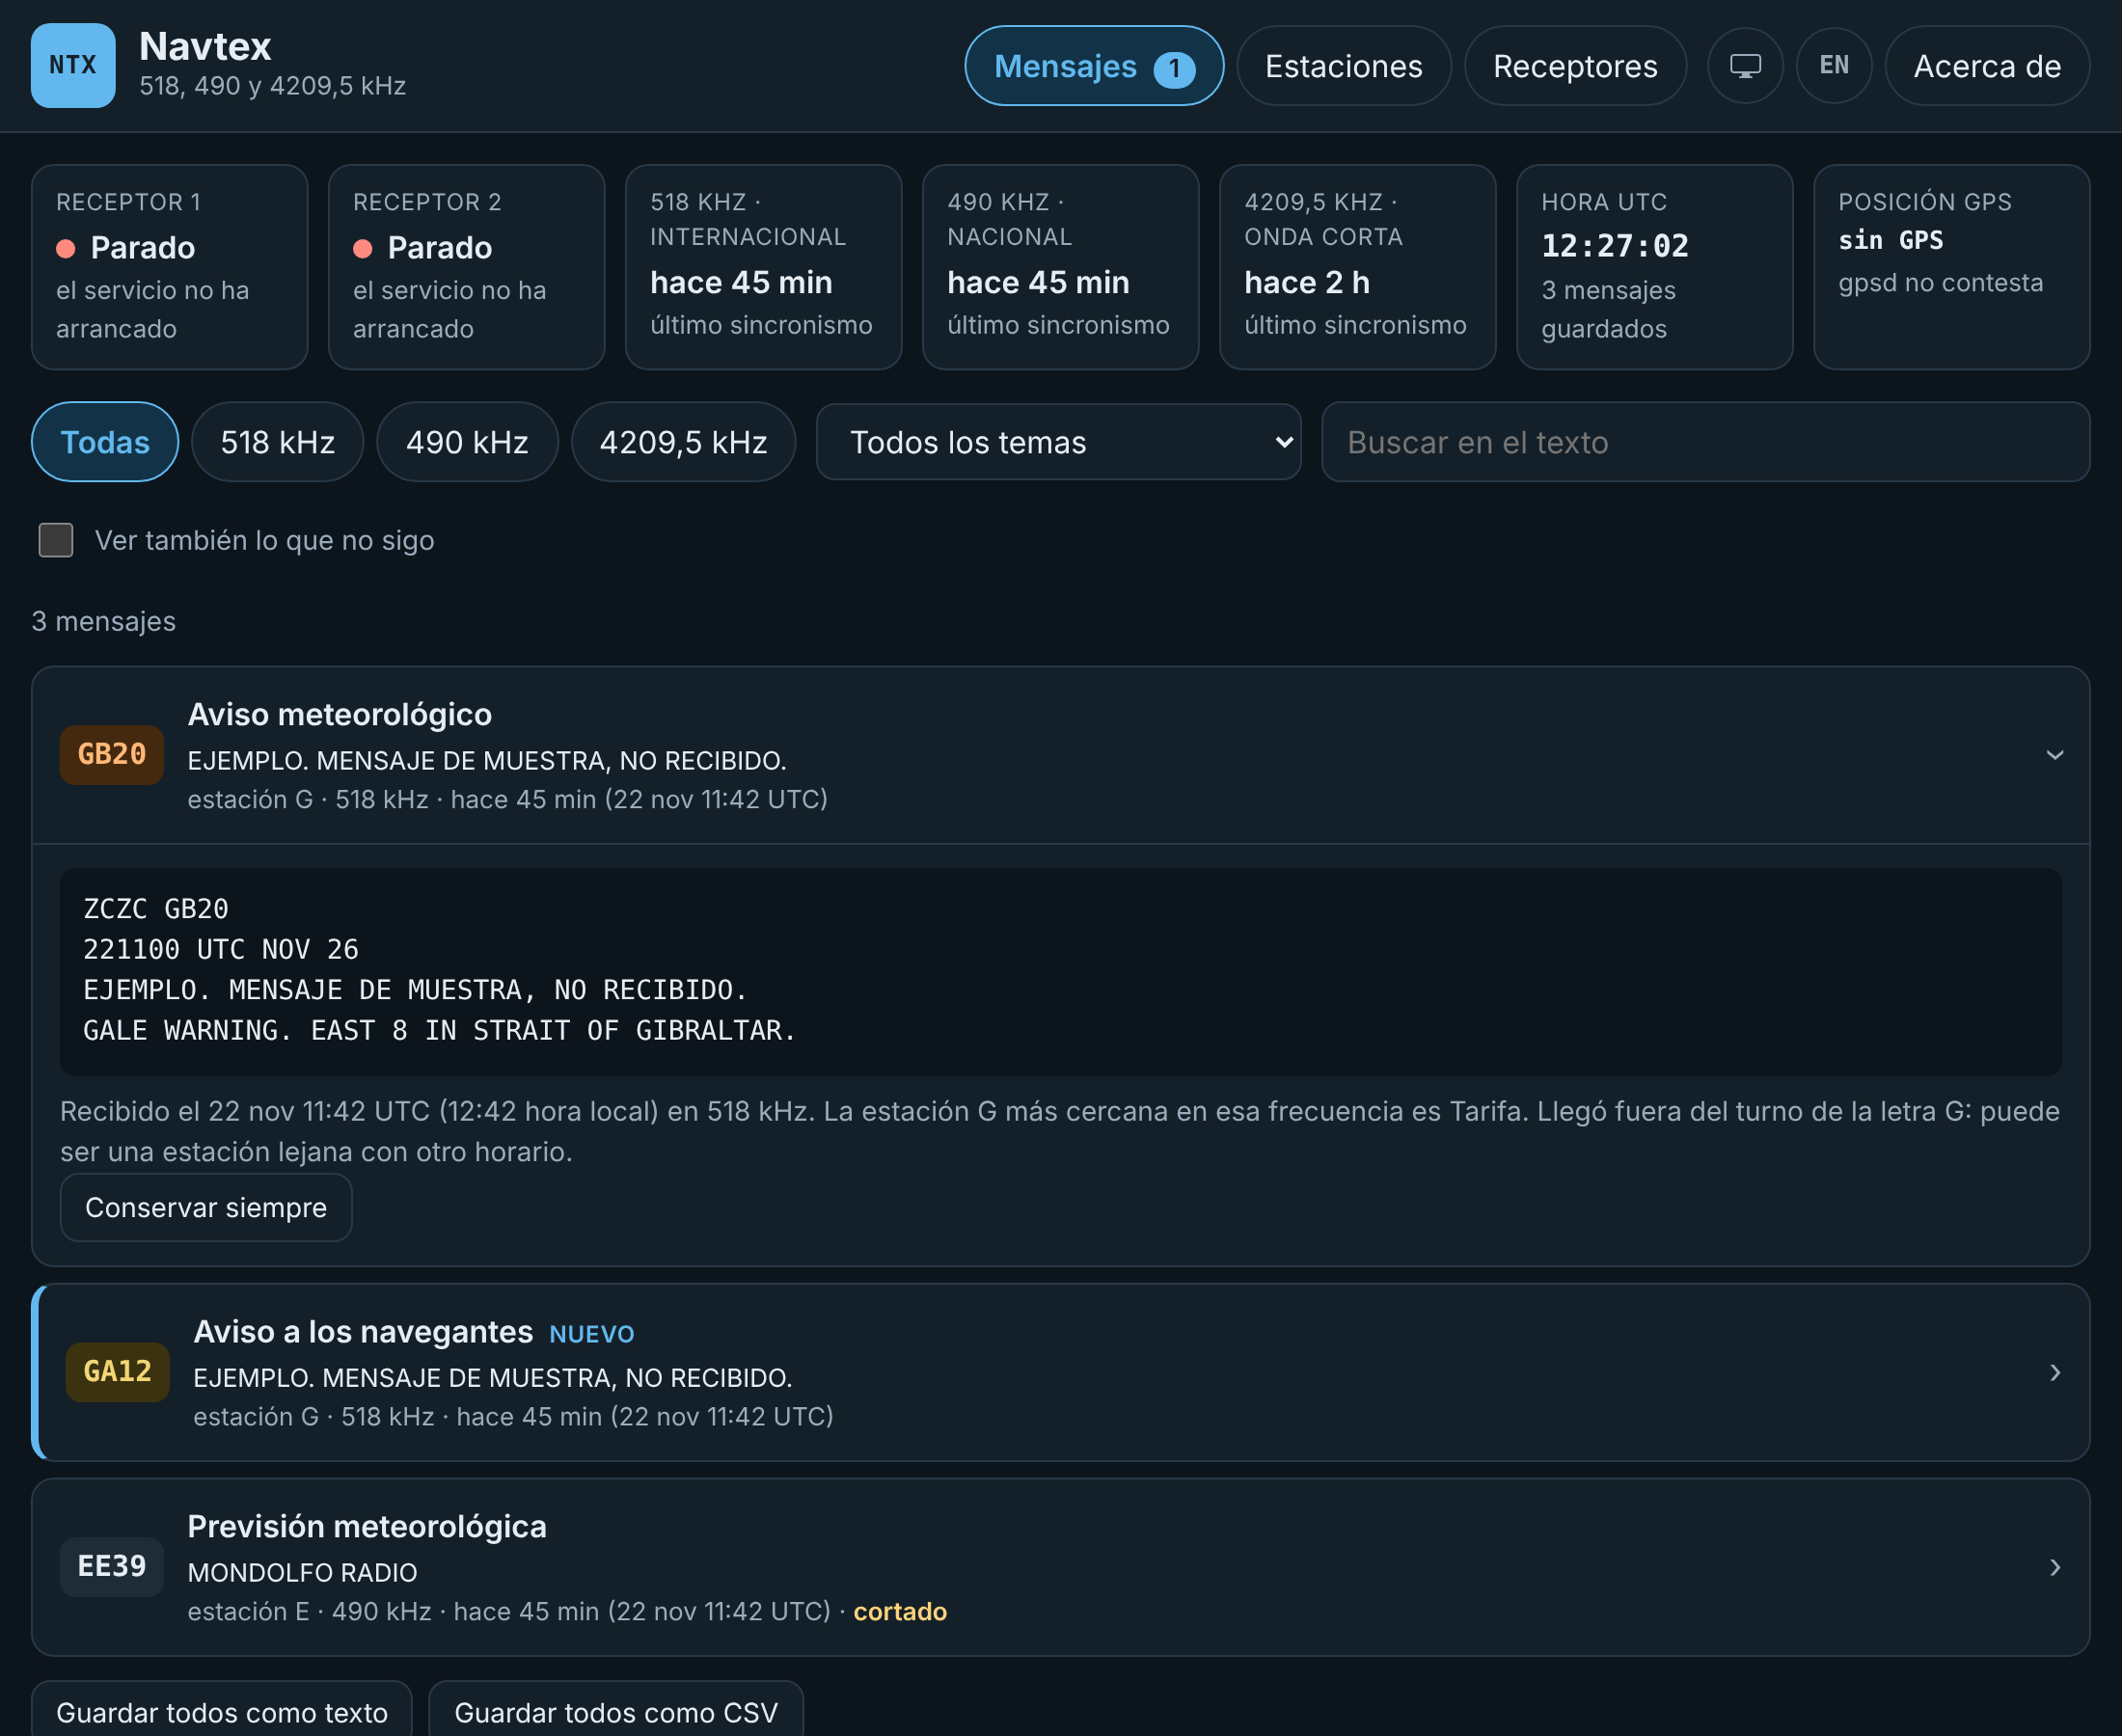 NTX
Navtex
518, 490 y 4209,5 kHz
Mensajes 1
Estaciones
Receptores
EN
Acerca de
RECEPTOR 1
Parado
el servicio no ha
arrancado
RECEPTOR 2
Parado
el servicio no ha
arrancado
518 KHZ ·
INTERNACIONAL
hace 45 min
último sincronismo
490 KHZ ·
NACIONAL
hace 45 min
último sincronismo
4209,5 KHZ ·
ONDA CORTA
hace 2 h
último sincronismo
HORA UTC
12:27:02
3 mensajes
guardados
POSICIÓN GPS
sin GPS
gpsd no contesta
Todas
518 kHz
490 kHz
4209,5 kHz
Todos los temas
Buscar en el texto
Ver también lo que no sigo
3 mensajes
GB20
Aviso meteorológico
EJEMPLO. MENSAJE DE MUESTRA, NO RECIBIDO.
estación G · 518 kHz · hace 45 min (22 nov 11:42 UTC)
ZCZC GB20
221100 UTC NOV 26
EJEMPLO. MENSAJE DE MUESTRA, NO RECIBIDO.
GALE WARNING. EAST 8 IN STRAIT OF GIBRALTAR.
Recibido el 22 nov 11:42 UTC (12:42 hora local) en 518 kHz. La estación G más cercana en esa frecuencia es Tarifa. Llegó fuera del turno de la letra G: puede
ser una estación lejana con otro horario.
Conservar siempre
GA12
Aviso a los navegantes NUEVO
EJEMPLO. MENSAJE DE MUESTRA, NO RECIBIDO.
estación G · 518 kHz · hace 45 min (22 nov 11:42 UTC)
EE39
Previsión meteorológica
MONDOLFO RADIO
estación E · 490 kHz · hace 45 min (22 nov 11:42 UTC) · cortado
Guardar todos como texto
Guardar todos como CSV